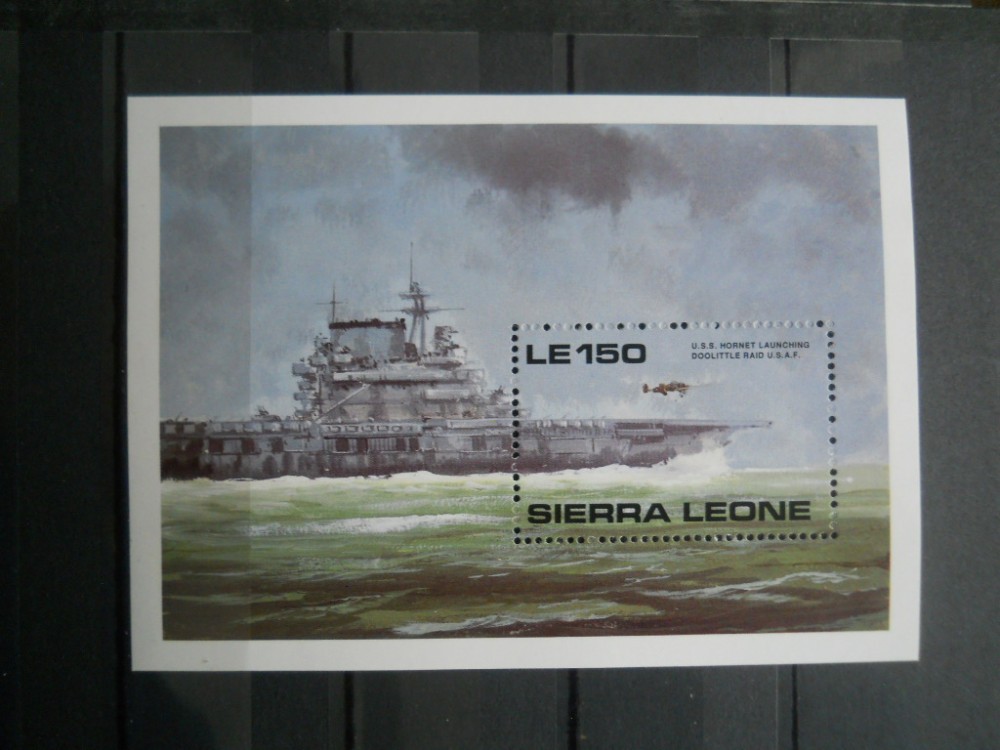 LE150
U.S.S. HORNET LAUNCHING
DOOLITTLE RAID U.S.A.F.
SIERRA LEONE